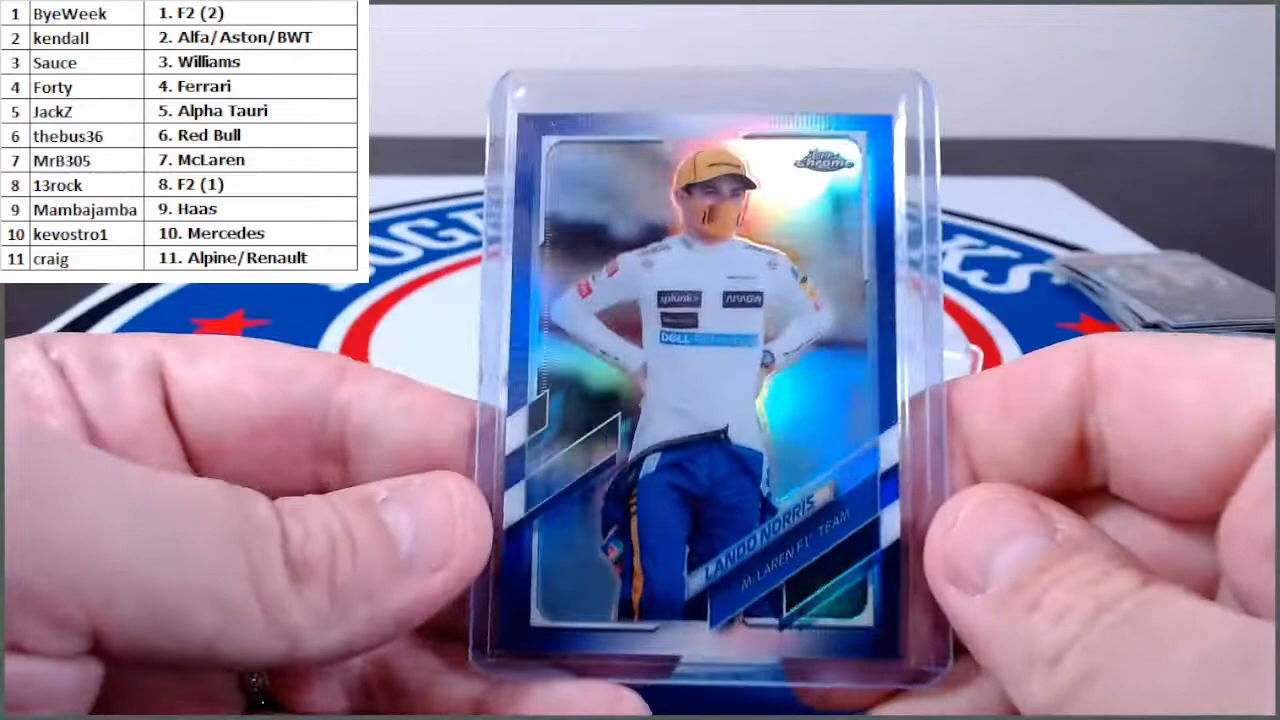 1 ByeWeek 1. F2 (2)
2 kendall 2. Alfa/Aston/BWT
3 Sauce 3. Williams
4 Forty 4. Ferrari
5 JackZ 5. Alpha Tauri
6 thebus36 6. Red Bull
7 MrB305 7. McLaren
8 13rock 8. F2 (1)
9 Mambajamba 9. Haas
10 kevostro1 10. Mercedes
11 craig 11. Alpine/Renault
Topps
Chrome
splunk> ARROW
DELL
LANDO NORRIS
McLAREN F1 TEAM